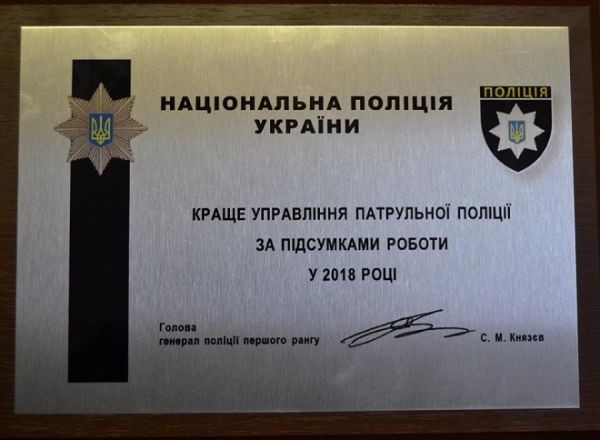 НАЦІОНАЛЬНА ПОЛІЦІЯ
УКРАЇНИ
ПОЛІЦІЯ
КРАЩЕ УПРАВЛІННЯ ПАТРУЛЬНОЇ ПОЛІЦІЇ
ЗА ПІДСУМКАМИ РОБОТИ
У 2018 РОЦІ
Голова
генерал поліції першого рангу
С. М. Князєв